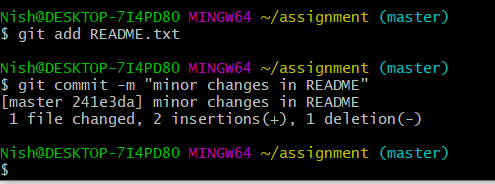 Nish@DESKTOP-7I4PD80 MINGW64 ~/assignment (master)
$ git add README.txt
Nish@DESKTOP-7I4PD80 MINGW64 ~/assignment (master)
$ git commit -m "minor changes in README"
[master 241e3da] minor changes in README
 1 file changed, 2 insertions(+), 1 deletion(-)
Nish@DESKTOP-7I4PD80 MINGW64 ~/assignment (master)
$